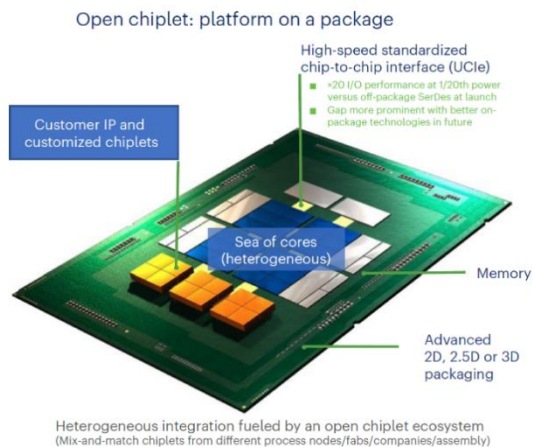 Open chiplet: platform on a package
High-speed standardized
chip-to-chip interface (UCIe)
×20 I/O performance at 1/20th power
versus off-package SerDes at launch
Gap more prominent with better on-
package technologies in future
Customer IP and
customized chiplets
Sea of cores
(heterogeneous)
Memory
Advanced
2D, 2.5D or 3D
packaging
Heterogeneous integration fueled by an open chiplet ecosystem
(Mix-and-match chiplets from different process nodes/fabs/companies/assembly)